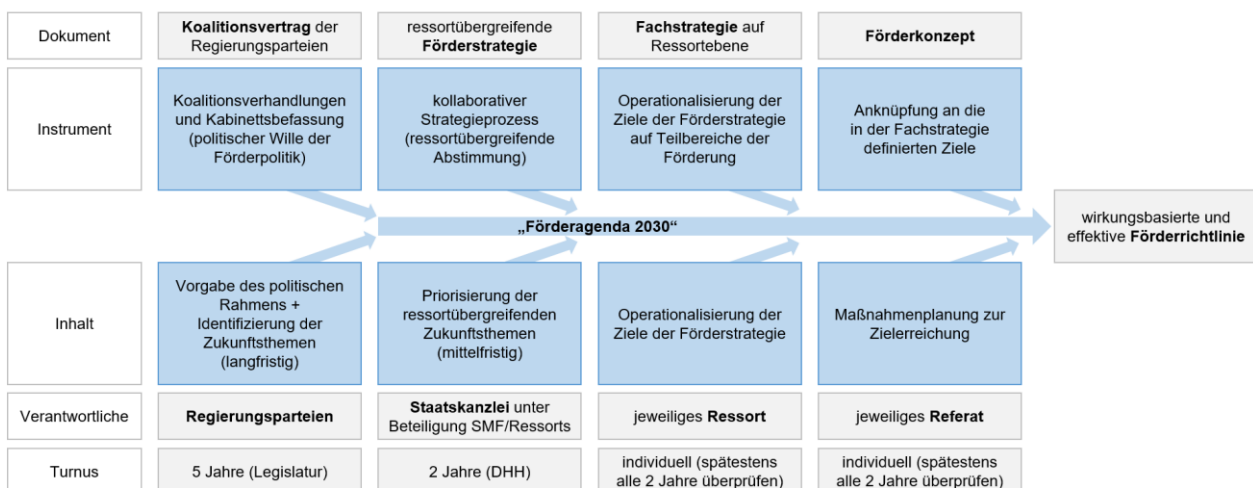 Dokument
Koalitionsvertrag der
Regierungsparteien
ressortübergreifende
Förderstrategie
Fachstrategie auf
Ressortebene
Förderkonzept
Instrument
Koalitionsverhandlungen
und Kabinettsbefassung
(politischer Wille der
Förderpolitik)
kollaborativer
Strategieprozess
(ressortübergreifende
Abstimmung)
Operationalisierung der
Ziele der Förderstrategie
auf Teilbereiche der
Förderung
Anknüpfung an die
in der Fachstrategie
definierten Ziele
„Förderagenda 2030“
wirkungsbasierte und
effektive Förderrichtlinie
Inhalt
Vorgabe des politischen
Rahmens +
Identifizierung der
Zukunftsthemen
(langfristig)
Priorisierung der
ressortübergreifenden
Zukunftsthemen
(mittelfristig)
Operationalisierung der
Ziele der Förderstrategie
Maßnahmenplanung zur
Zielerreichung
Verantwortliche
Regierungsparteien
Staatskanzlei unter
Beteiligung SMF/Ressorts
jeweiliges Ressort
jeweiliges Referat
Turnus
5 Jahre (Legislatur)
2 Jahre (DHH)
individuell (spätestens
alle 2 Jahre überprüfen)
individuell (spätestens
alle 2 Jahre überprüfen)